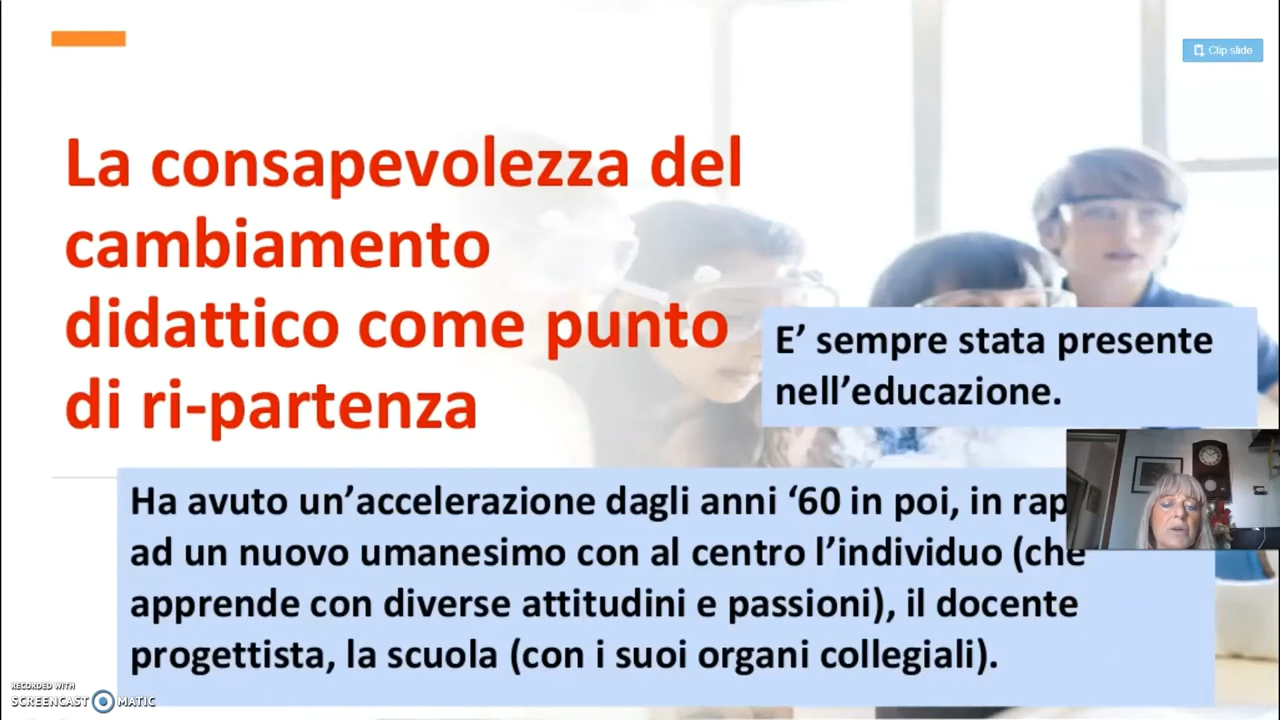 Clip slide
La consapevolezza del
cambiamento
didattico come punto
di ri-partenza
E’ sempre stata presente
nell’educazione.
Ha avuto un’accelerazione dagli anni ‘60 in poi, in rap
ad un nuovo umanesimo con al centro l’individuo (che
apprende con diverse attitudini e passioni), il docente
progettista, la scuola (con i suoi organi collegiali).
RECORDED WITH
SCREENCAST MATIC